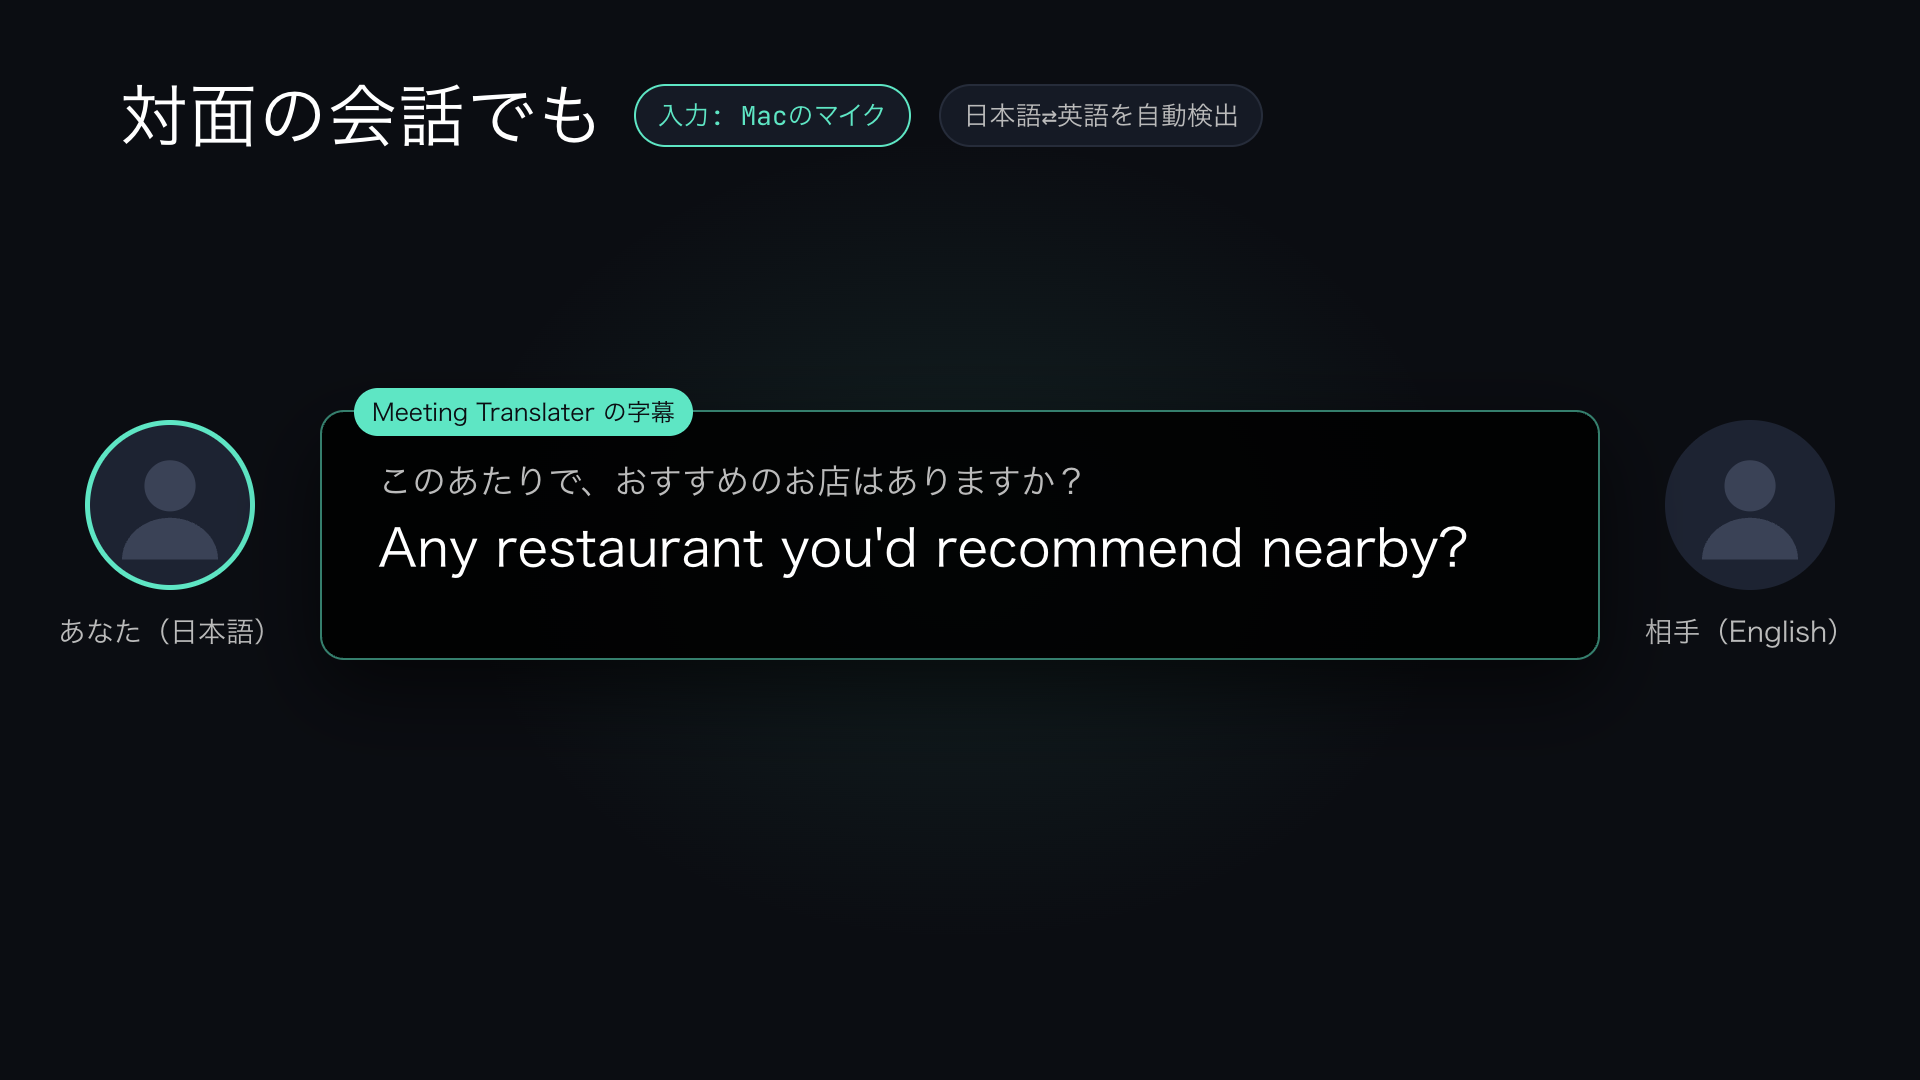 対面の会話でも
入力: Macのマイク
日本語⇄英語を自動検出
Meeting Translater の字幕
このあたりで、おすすめのお店はありますか？
Any restaurant you'd recommend nearby?
あなた（日本語）
相手（English）